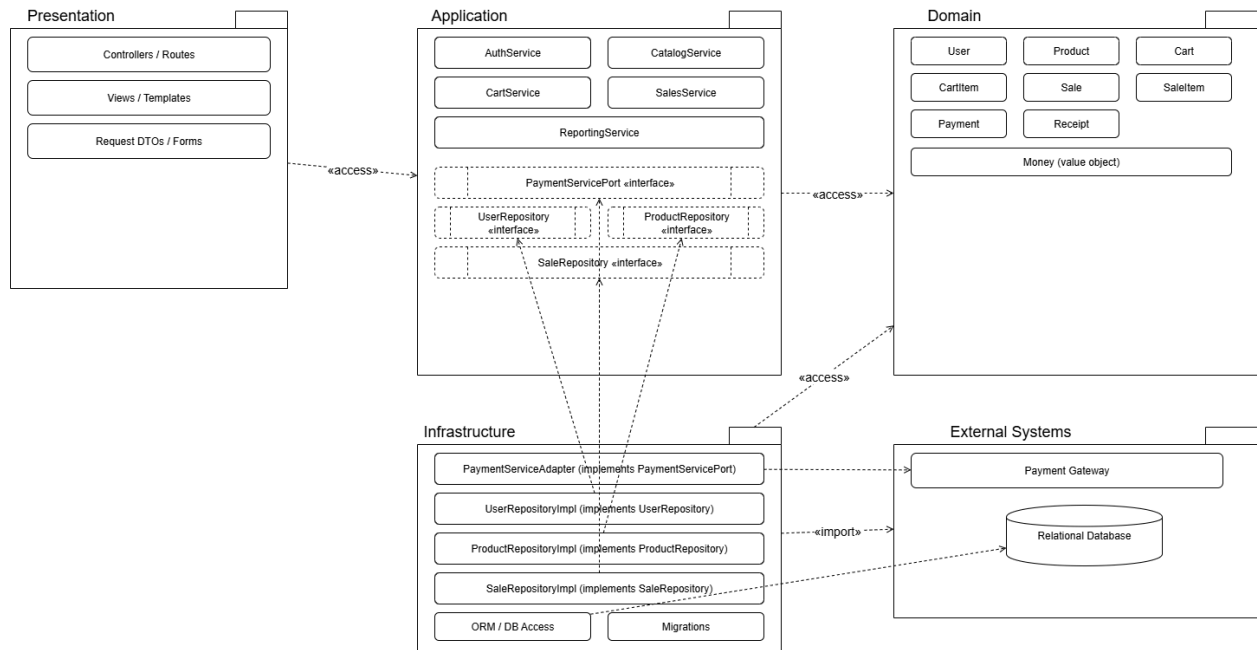 Presentation
Controllers / Routes
Views / Templates
Request DTOs / Forms
«access»
Application
AuthService
CatalogService
CartService
SalesService
ReportingService
PaymentServicePort «interface»
UserRepository
«interface»
ProductRepository
«interface»
SaleRepository «interface»
«access»
Domain
User
Product
Cart
CartItem
Sale
SaleItem
Payment
Receipt
Money (value object)
«access»
Infrastructure
PaymentServiceAdapter (implements PaymentServicePort)
UserRepositoryImpl (implements UserRepository)
ProductRepositoryImpl (implements ProductRepository)
SaleRepositoryImpl (implements SaleRepository)
ORM / DB Access
Migrations
«import»
External Systems
Payment Gateway
Relational Database